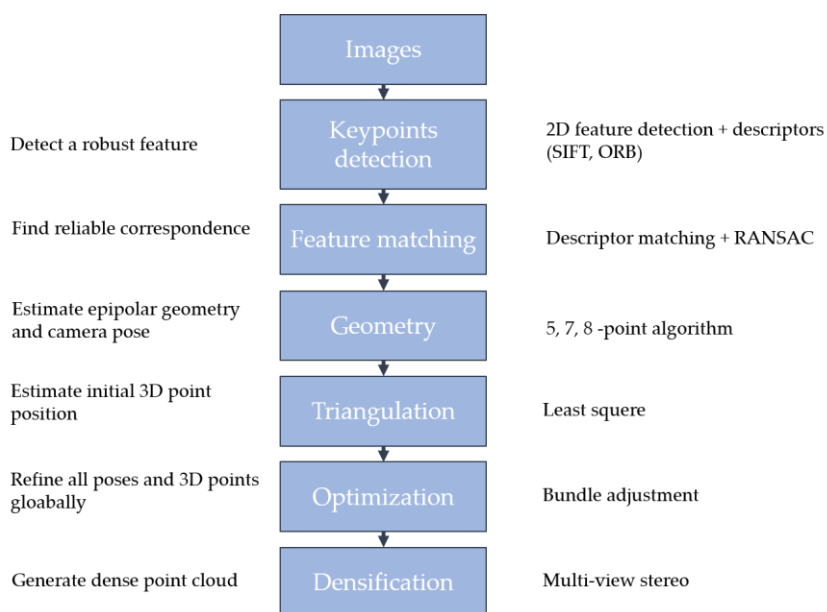 Images
Detect a robust feature
Keypoints
detection
2D feature detection + descriptors
(SIFT, ORB)
Find reliable correspondence
Feature matching
Descriptor matching + RANSAC
Estimate epipolar geometry
and camera pose
Geometry
5, 7, 8 -point algorithm
Estimate initial 3D point
position
Triangulation
Least squere
Refine all poses and 3D points
gloabally
Optimization
Bundle adjustment
Generate dense point cloud
Densification
Multi-view stereo